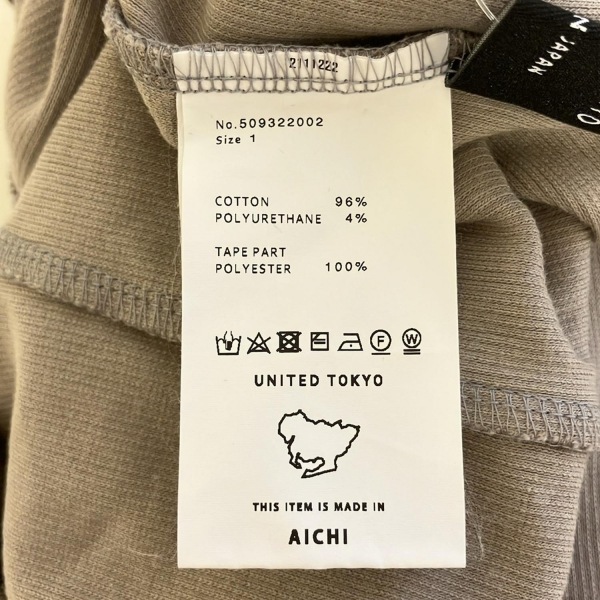 2111222
No.509322002
Size 1
COTTON 96%
POLYURETHANE 4%
TAPE PART
POLYESTER 100%
F W
UNITED TOKYO
THIS ITEM IS MADE IN
AICHI
N JAPAN